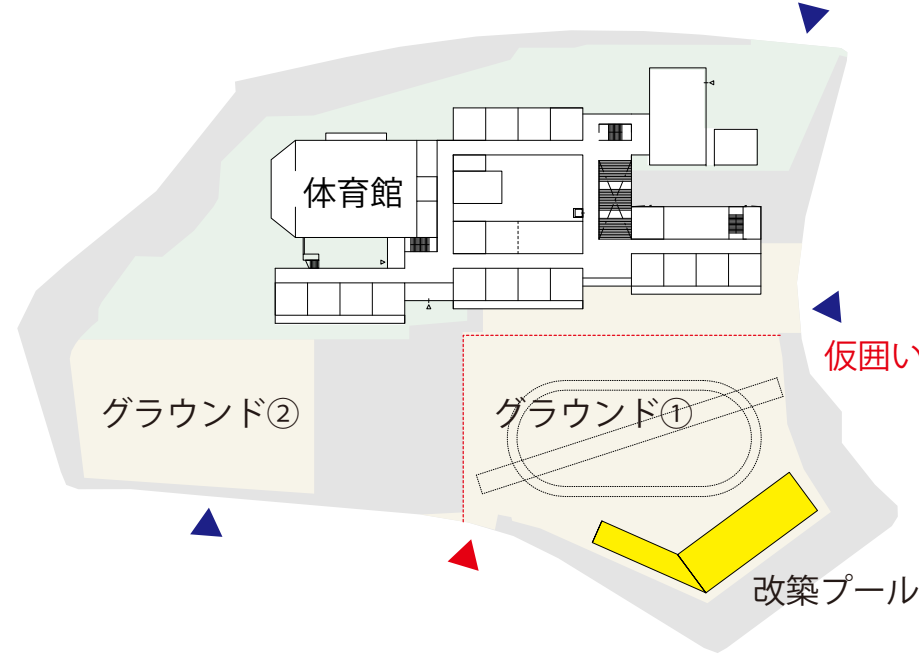 体育館
仮囲い
グラウンド②
グラウンド①
改築プール